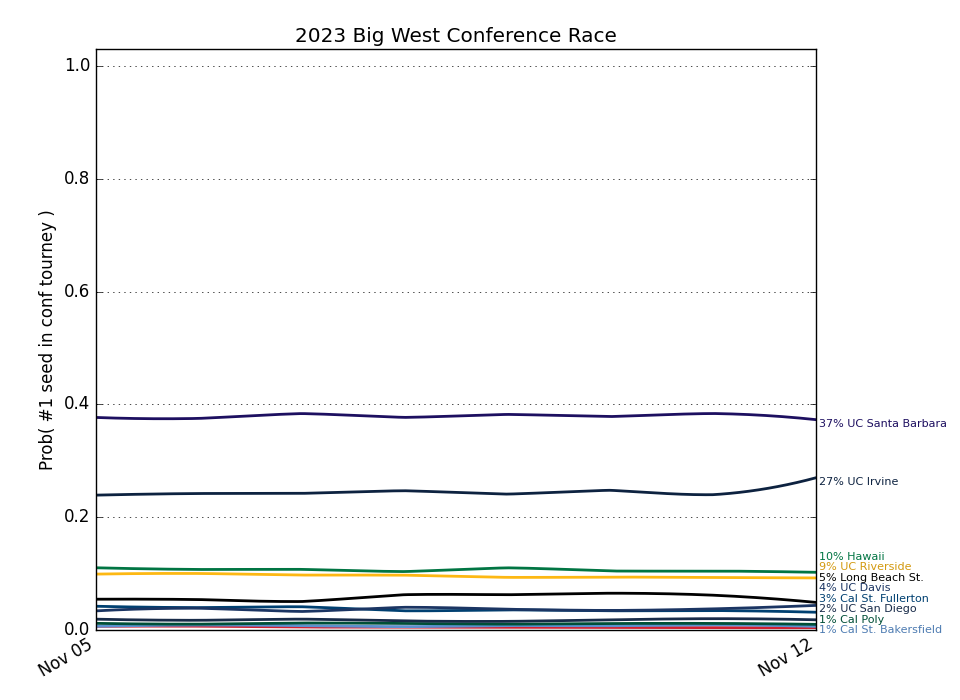 2023 Big West Conference Race
Prob( #1 seed in conf tourney )
1.0
0.8
0.6
0.4
0.2
0.0
37% UC Santa Barbara
27% UC Irvine
10% Hawaii
9% UC Riverside
5% Long Beach St.
4% UC Davis
3% Cal St. Fullerton
2% UC San Diego
1% Cal Poly
1% Cal St. Bakersfield
Nov 05
Nov 12